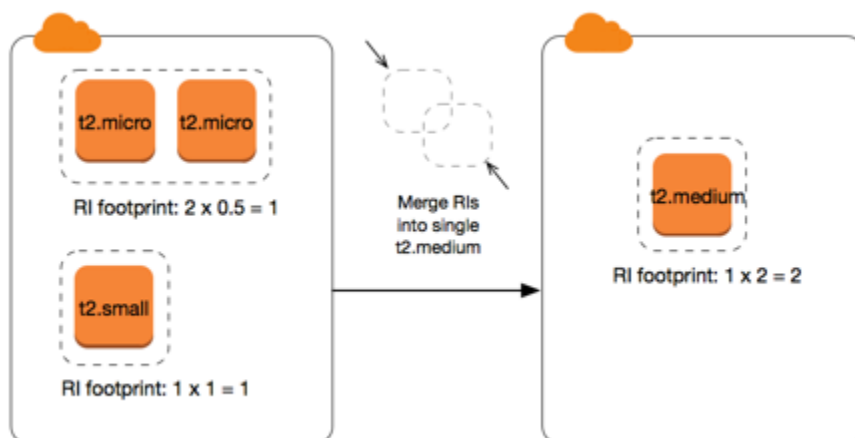 t2.micro
t2.micro
RI footprint: 2 x 0.5 = 1
t2.small
RI footprint: 1 x 1 = 1
Merge RIs
into single
t2.medium
t2.medium
RI footprint: 1 x 2 = 2